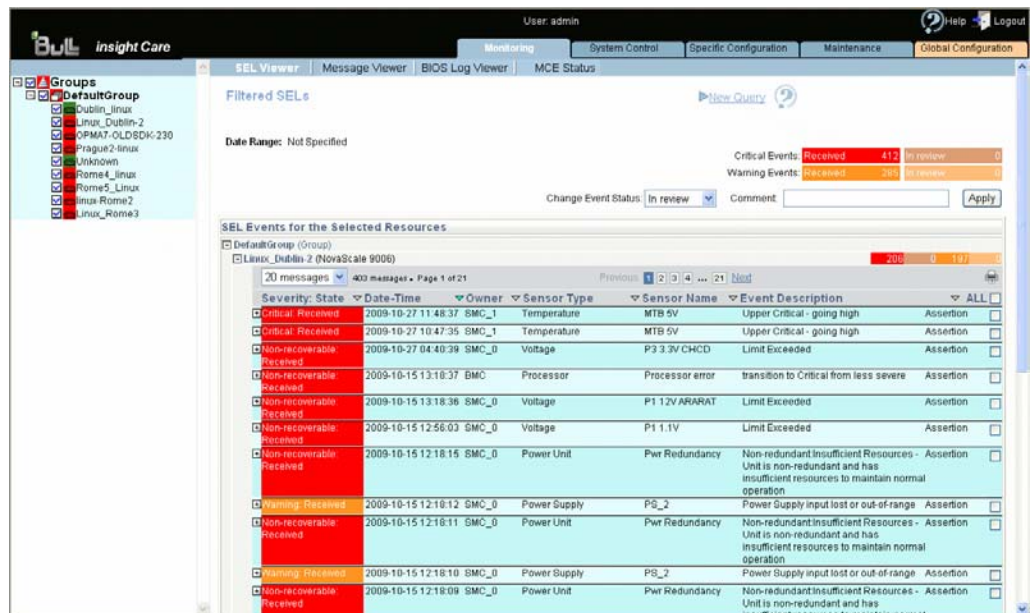 User: admin
Help
Logout
Bull insight Care
Monitoring
System Control
Specific Configuration
Maintenance
Global Configuration
SEL Viewer
Message Viewer
BIOS Log Viewer
MCE Status
Groups
DefaultGroup
Dublin_linux
Linux_Dublin-2
OPMA7-OLDSDK-230
Prague2-linux
Unknown
Rome4_linux
Rome5_Linux
linux-Rome2
Linux_Rome3
Filtered SELs
New Query
Date Range: Not Specified
Critical Events: Received 412 In review 0
Warning Events: Received 285 In review 0
Change Event Status: In review Comment: Apply
SEL Events for the Selected Resources
DefaultGroup (Group)
Linux_Dublin-2 (NovaScale 9006) 206 0 197 0
20 messages 403 messages Page 1 of 21 Previous 1 2 3 4 ... 21 Next
Severity: State Date-Time Owner Sensor Type Sensor Name Event Description ALL
Critical: Received 2009-10-27 11:48:37 SMC_1 Temperature MTB 5V Upper Critical - going high Assertion
Critical: Received 2009-10-27 10:47:35 SMC_1 Temperature MTB 5V Upper Critical - going high Assertion
Non-recoverable: 2009-10-27 04:40:39 SMC_0 Voltage P3 3.3V CHCD Limit Exceeded Assertion
Received
Non-recoverable: 2009-10-15 13:18:37 BMC Processor Processor error transition to Critical from less severe Assertion
Received
Non-recoverable: 2009-10-15 13:18:36 SMC_0 Voltage P1 12V ARARAT Limit Exceeded Assertion
Received
Non-recoverable: 2009-10-15 12:56:03 SMC_0 Voltage P1 1.1V Limit Exceeded Assertion
Received
Non-recoverable: 2009-10-15 12:18:15 SMC_0 Power Unit Pwr Redundancy Non-redundant:Insufficient Resources - Assertion
Received Unit is non-redundant and has
insufficient resources to maintain normal
operation
Warning: Received 2009-10-15 12:18:12 SMC_0 Power Supply PS_2 Power Supply input lost or out-of-range Assertion
Non-recoverable: 2009-10-15 12:18:11 SMC_0 Power Unit Pwr Redundancy Non-redundant:Insufficient Resources - Assertion
Received Unit is non-redundant and has
insufficient resources to maintain normal
operation
Warning: Received 2009-10-15 12:18:10 SMC_0 Power Supply PS_2 Power Supply input lost or out-of-range Assertion
Non-recoverable: 2009-10-15 12:18:09 SMC_0 Power Unit Pwr Redundancy Non-redundant:Insufficient Resources - Assertion
Received Unit is non-redundant and has